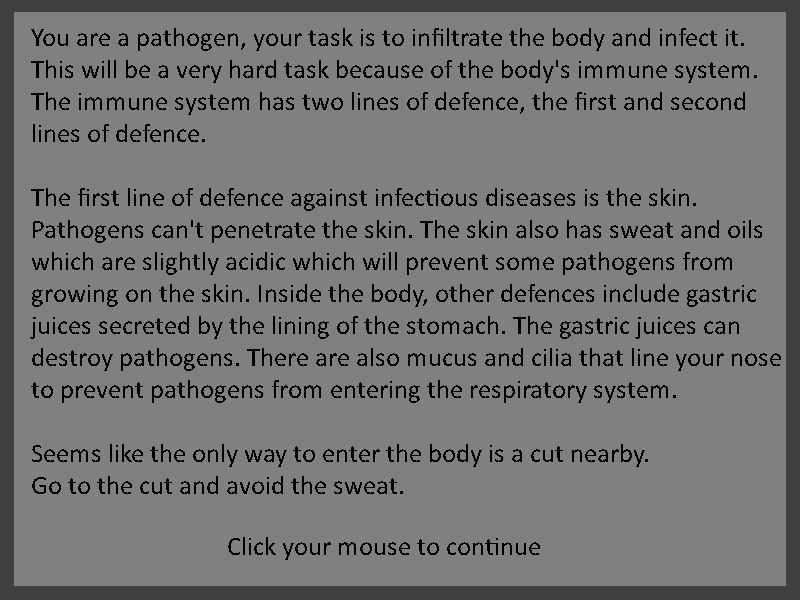 You are a pathogen, your task is to infiltrate the body and infect it.
This will be a very hard task because of the body's immune system.
The immune system has two lines of defence, the first and second
lines of defence.
The first line of defence against infectious diseases is the skin.
Pathogens can't penetrate the skin. The skin also has sweat and oils
which are slightly acidic which will prevent some pathogens from
growing on the skin. Inside the body, other defences include gastric
juices secreted by the lining of the stomach. The gastric juices can
destroy pathogens. There are also mucus and cilia that line your nose
to prevent pathogens from entering the respiratory system.
Seems like the only way to enter the body is a cut nearby.
Go to the cut and avoid the sweat.
Click your mouse to continue